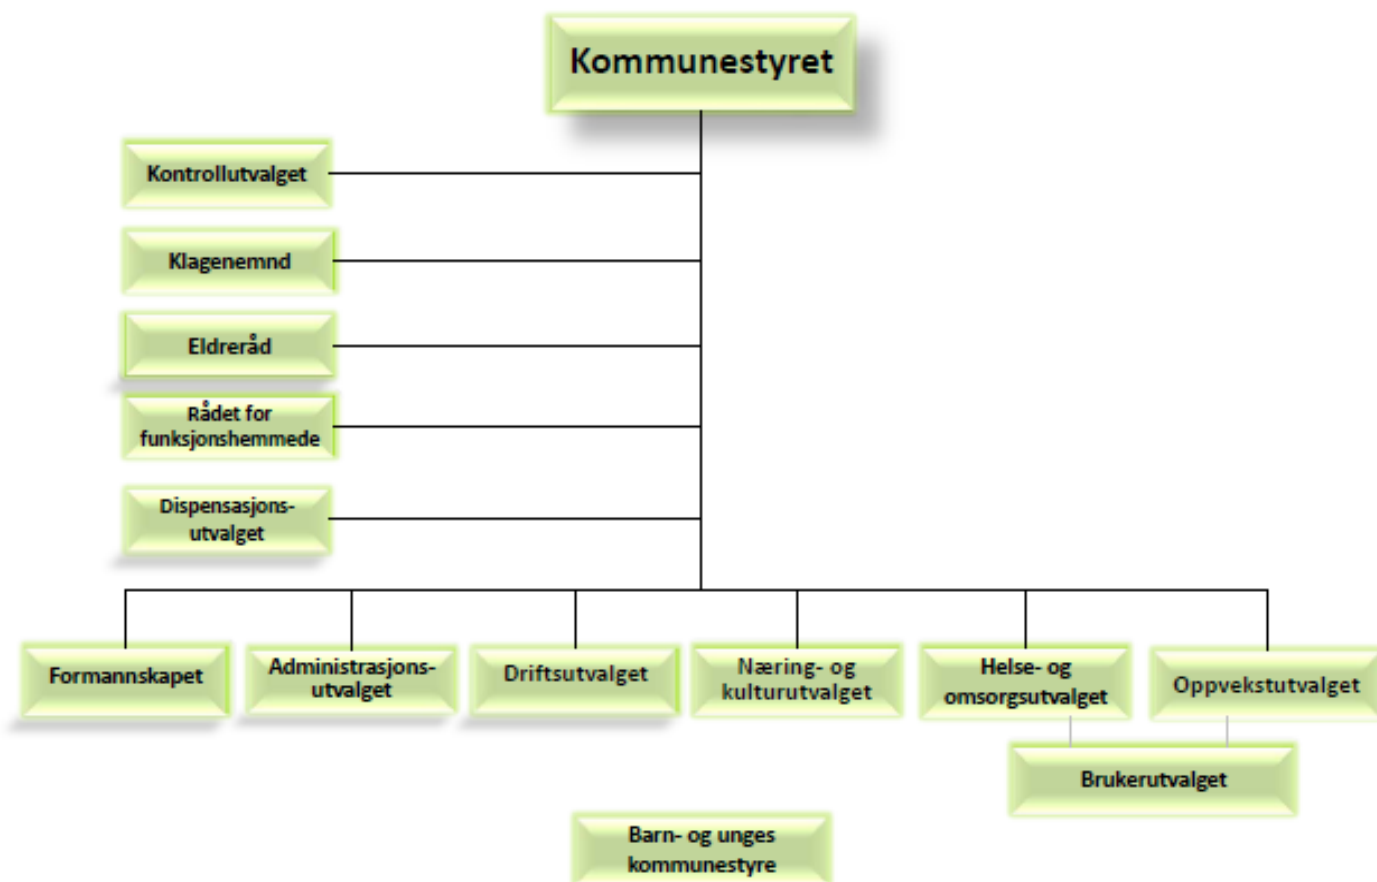 Kommunestyret
Kontrollutvalget
Klagenemnd
Eldreråd
Rådet for
funksjonshemmede
Dispensasjons-
utvalget
Formannskapet
Administrasjons-
utvalget
Driftsutvalget
Næring- og
kulturutvalget
Helse- og
omsorgsutvalget
Oppvekstutvalget
Brukerutvalget
Barn- og unges
kommunestyre